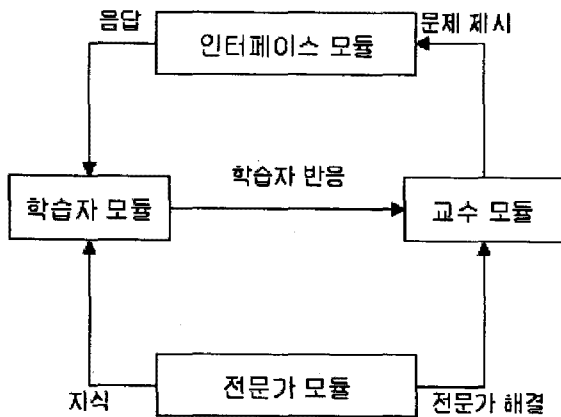 응답
인터페이스 모듈
문제 제시
학습자 반응
학습자 모듈
교수 모듈
전문가 모듈
지식
전문가 해결